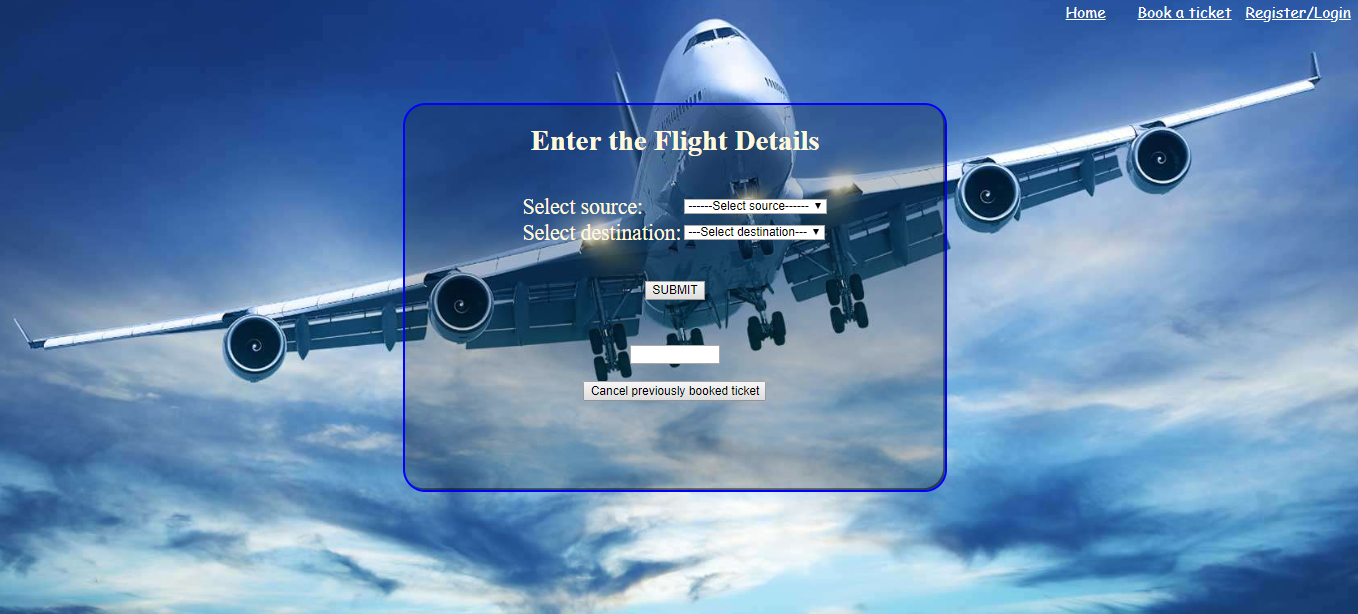 Home Book a ticket Register/Login
Enter the Flight Details
Select source: ------Select source------
Select destination: ---Select destination---
SUBMIT
Cancel previously booked ticket